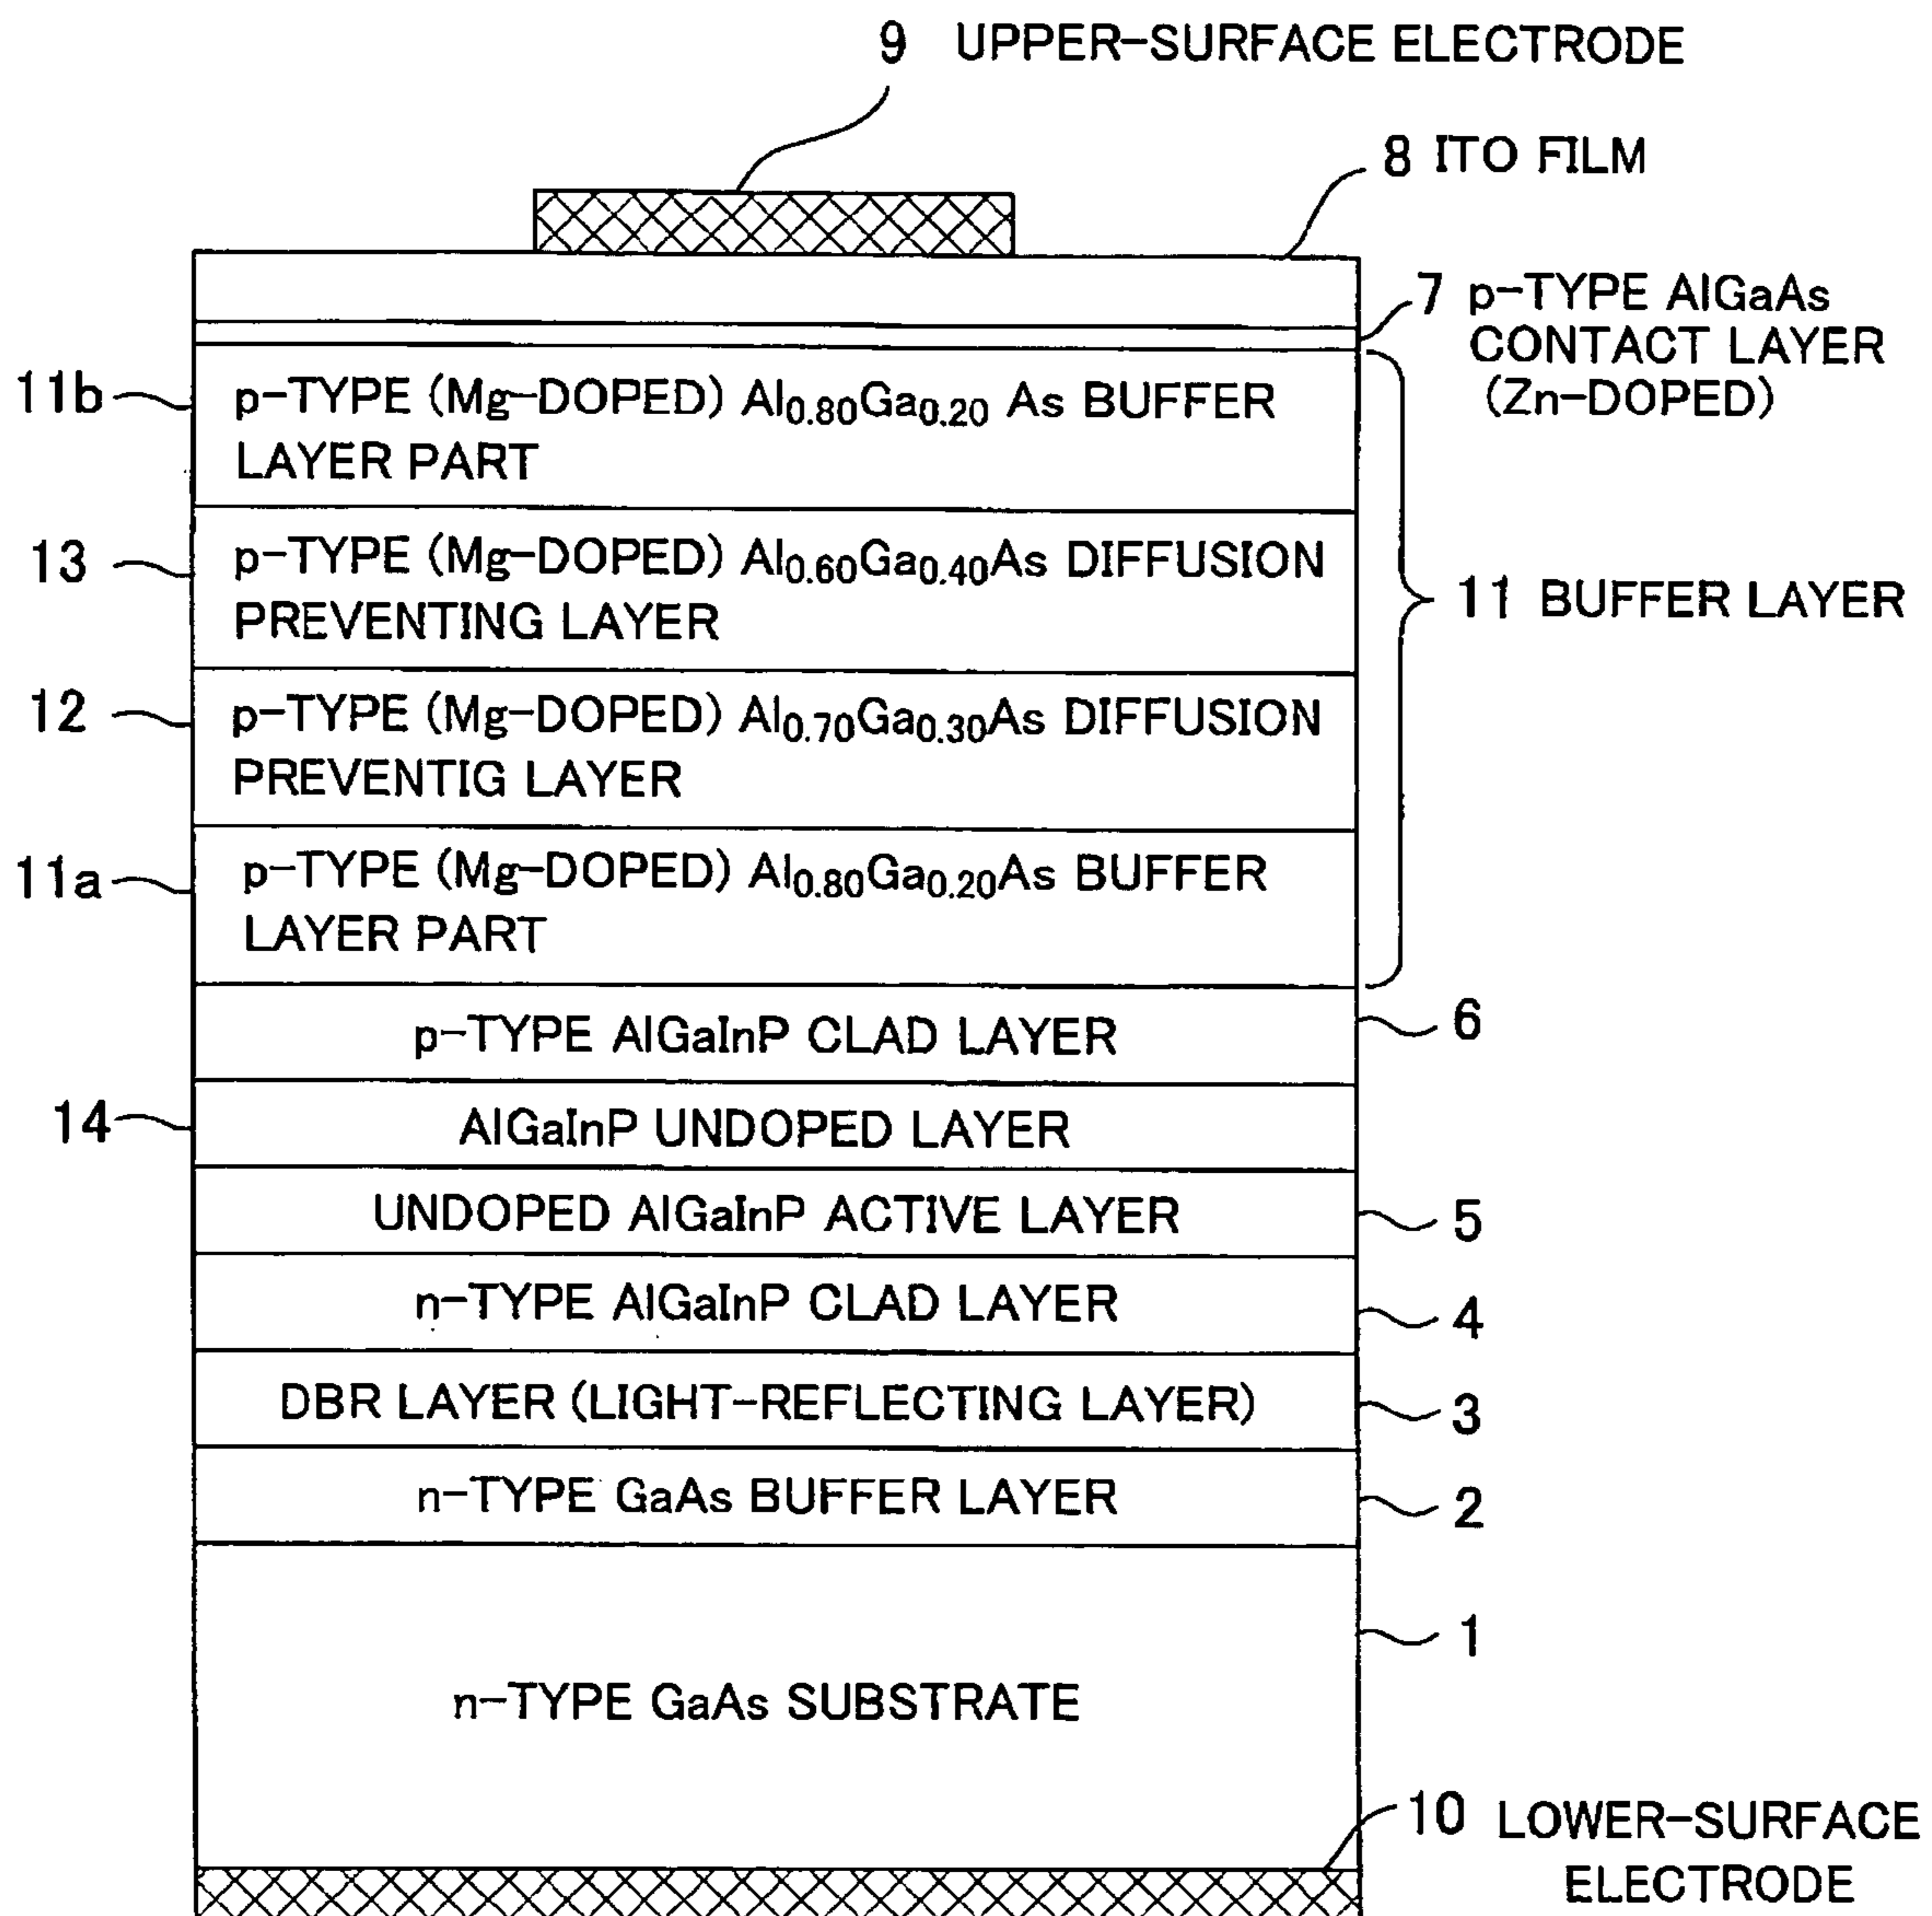 9 UPPER-SURFACE ELECTRODE
8 ITO FILM
7 p-TYPE AlGaAs
CONTACT LAYER
(Zn-DOPED)
11b
p-TYPE (Mg-DOPED) Al0.80Ga0.20 As BUFFER
LAYER PART
13
p-TYPE (Mg-DOPED) Al0.60Ga0.40As DIFFUSION
PREVENTING LAYER
11 BUFFER LAYER
12
p-TYPE (Mg-DOPED) Al0.70Ga0.30As DIFFUSION
PREVENTIG LAYER
11a
p-TYPE (Mg-DOPED) Al0.80Ga0.20As BUFFER
LAYER PART
p-TYPE AlGaInP CLAD LAYER
6
14
AlGaInP UNDOPED LAYER
UNDOPED AlGaInP ACTIVE LAYER
5
n-TYPE AlGaInP CLAD LAYER
4
DBR LAYER (LIGHT-REFLECTING LAYER)
3
n-TYPE GaAs BUFFER LAYER
2
1
n-TYPE GaAs SUBSTRATE
10 LOWER-SURFACE
ELECTRODE